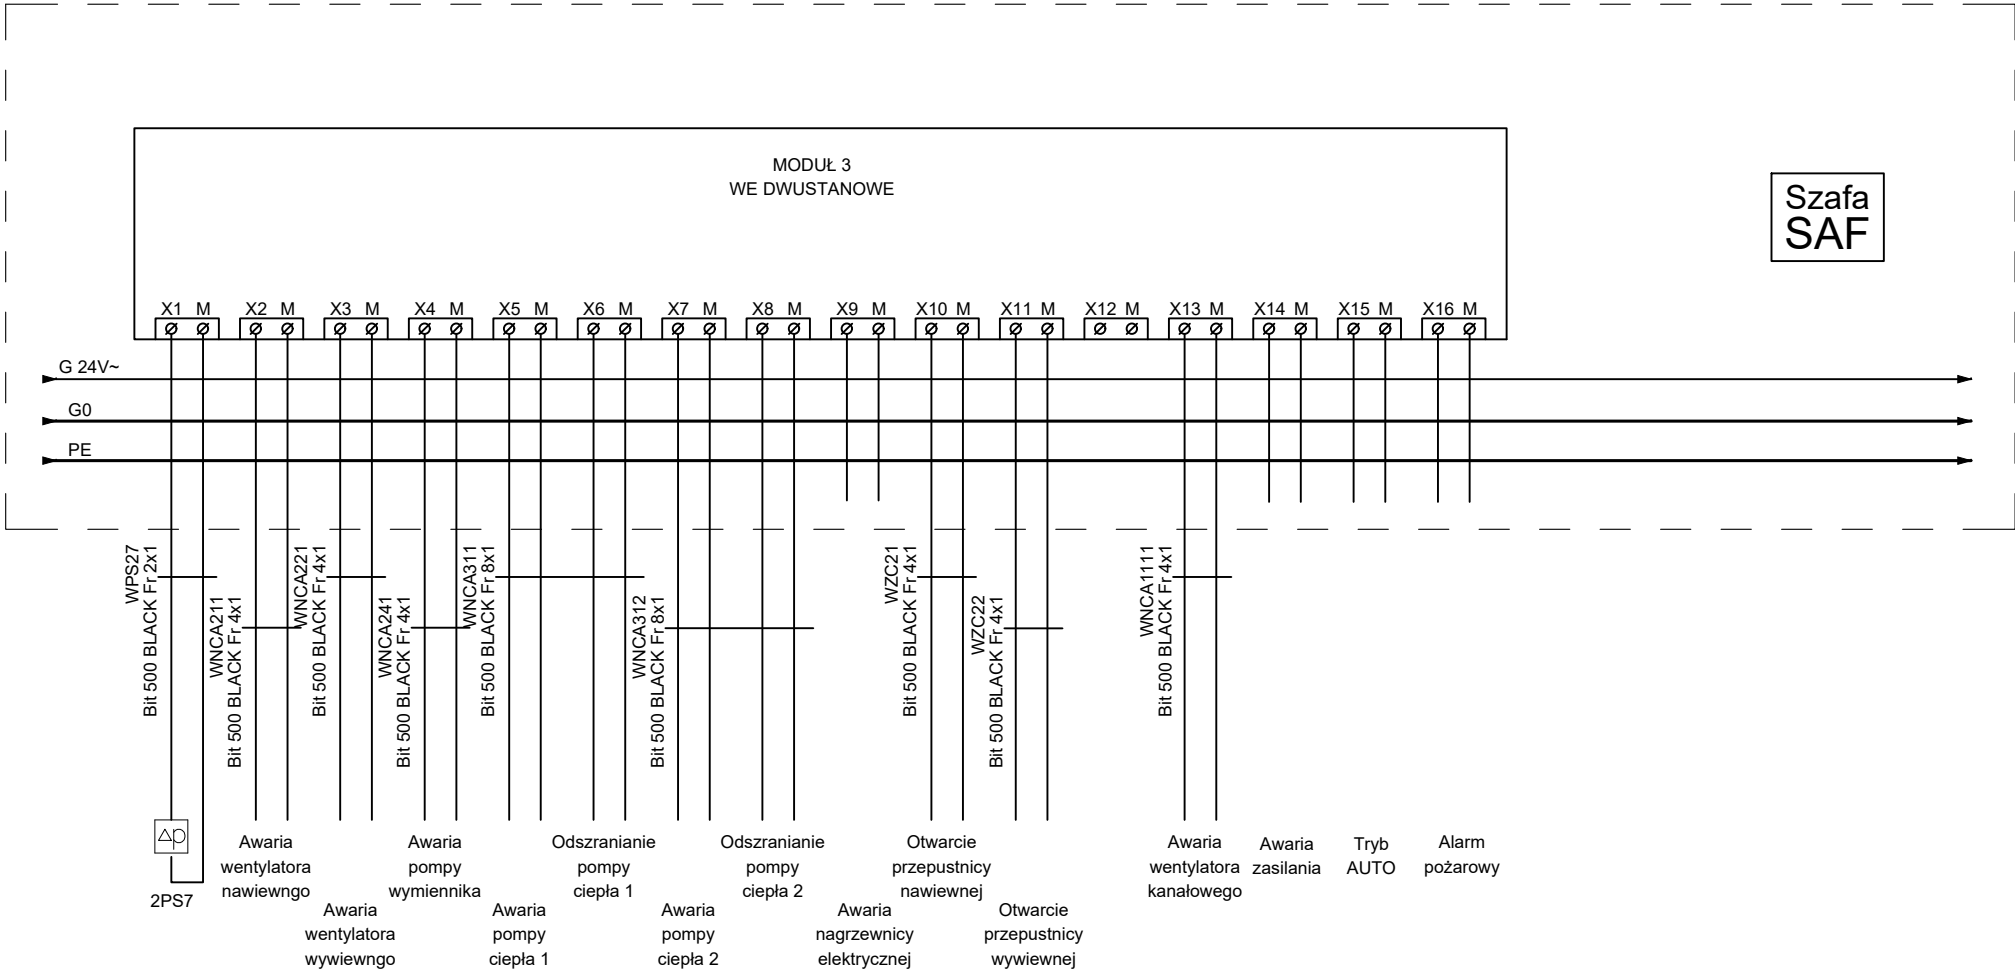 MODUŁ 3
WE DWUSTANOWE
Szafa
SAF
X1 M X2 M X3 M X4 M X5 M X6 M X7 M X8 M X9 M X10 M X11 M X12 M X13 M X14 M X15 M X16 M
G 24V~
G0
PE
WPS27
Bit 500 BLACK Fr 2x1
WNCA211
Bit 500 BLACK Fr 4x1
WNCA221
Bit 500 BLACK Fr 4x1
WNCA241
Bit 500 BLACK Fr 4x1
WNCA311
Bit 500 BLACK Fr 8x1
WNCA312
Bit 500 BLACK Fr 8x1
WZC21
Bit 500 BLACK Fr 4x1
WZC22
Bit 500 BLACK Fr 4x1
WNCA1111
Bit 500 BLACK Fr 4x1
Δp
2PS7
Awaria
wentylatora
nawiewngo
Awaria
wentylatora
wywiewngo
Awaria
pompy
wymiennika
Awaria
pompy
ciepła 1
Odszranianie
pompy
ciepła 1
Awaria
pompy
ciepła 2
Odszranianie
pompy
ciepła 2
Awaria
nagrzewnicy
elektrycznej
Otwarcie
przepustnicy
nawiewnej
Otwarcie
przepustnicy
wywiewnej
Awaria
wentylatora
kanałowego
Awaria
zasilania
Tryb
AUTO
Alarm
pożarowy